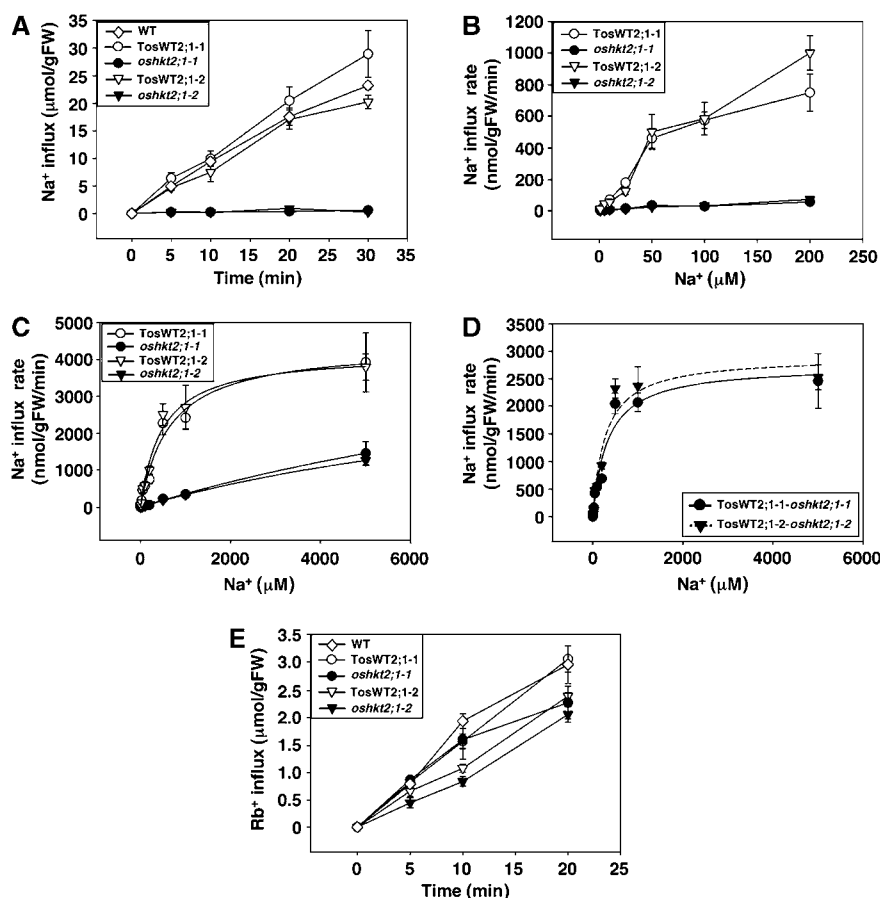 A
Na⁺ influx (μmol/gFW)
35
30
25
20
15
10
5
0
WT
TosWT2;1-1
oshkt2;1-1
TosWT2;1-2
oshkt2;1-2
0 5 10 15 20 25 30 35
Time (min)
B
Na⁺ influx rate
(nmol/gFW/min)
1200
1000
800
600
400
200
0
TosWT2;1-1
oshkt2;1-1
TosWT2;1-2
oshkt2;1-2
0 50 100 150 200 250
Na⁺ (μM)
C
Na⁺ influx rate
(nmol/gFW/min)
5000
4000
3000
2000
1000
0
TosWT2;1-1
oshkt2;1-1
TosWT2;1-2
oshkt2;1-2
0 2000 4000 6000
Na⁺ (μM)
D
Na⁺ influx rate
(nmol/gFW/min)
3500
3000
2500
2000
1500
1000
500
0
TosWT2;1-1-oshkt2;1-1
TosWT2;1-2-oshkt2;1-2
0 2000 4000 6000
Na⁺ (μM)
E
Rb⁺ influx (μmol/gFW)
3.5
3.0
2.5
2.0
1.5
1.0
0.5
0
WT
TosWT2;1-1
oshkt2;1-1
TosWT2;1-2
oshkt2;1-2
0 5 10 15 20 25
Time (min)